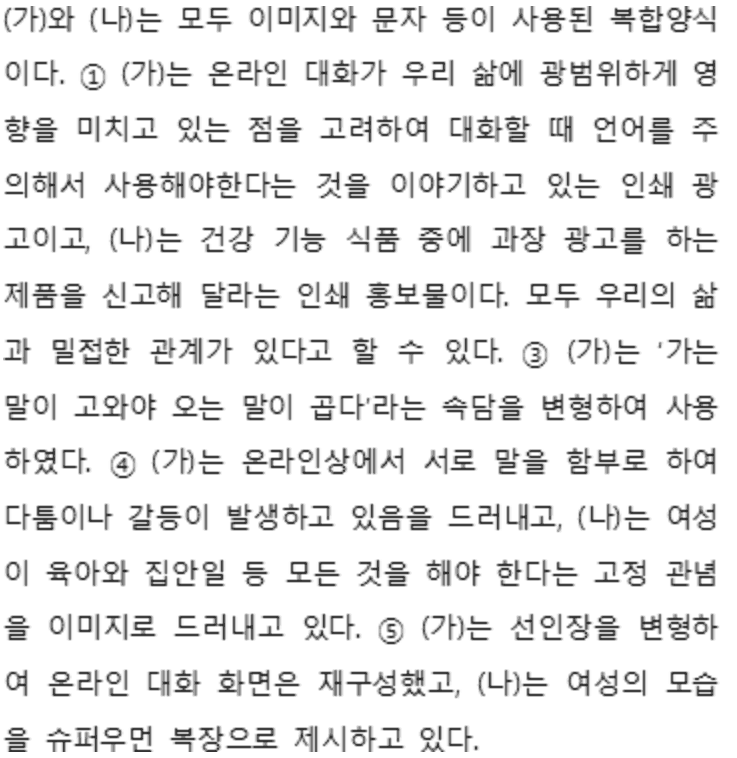 (가)와 (나)는 모두 이미지와 문자 등이 사용된 복합양식
이다. ① (가)는 온라인 대화가 우리 삶에 광범위하게 영
향을 미치고 있는 점을 고려하여 대화할 때 언어를 주
의해서 사용해야한다는 것을 이야기하고 있는 인쇄 광
고이고, (나)는 건강 기능 식품 중에 과장 광고를 하는
제품을 신고해 달라는 인쇄 홍보물이다. 모두 우리의 삶
과 밀접한 관계가 있다고 할 수 있다. ③ (가)는 '가는
말이 고와야 오는 말이 곱다'라는 속담을 변형하여 사용
하였다. ④ (가)는 온라인상에서 서로 말을 함부로 하여
다툼이나 갈등이 발생하고 있음을 드러내고, (나)는 여성
이 육아와 집안일 등 모든 것을 해야 한다는 고정 관념
을 이미지로 드러내고 있다. ⑤ (가)는 선인장을 변형하
여 온라인 대화 화면은 재구성했고, (나)는 여성의 모습
을 슈퍼우먼 복장으로 제시하고 있다.